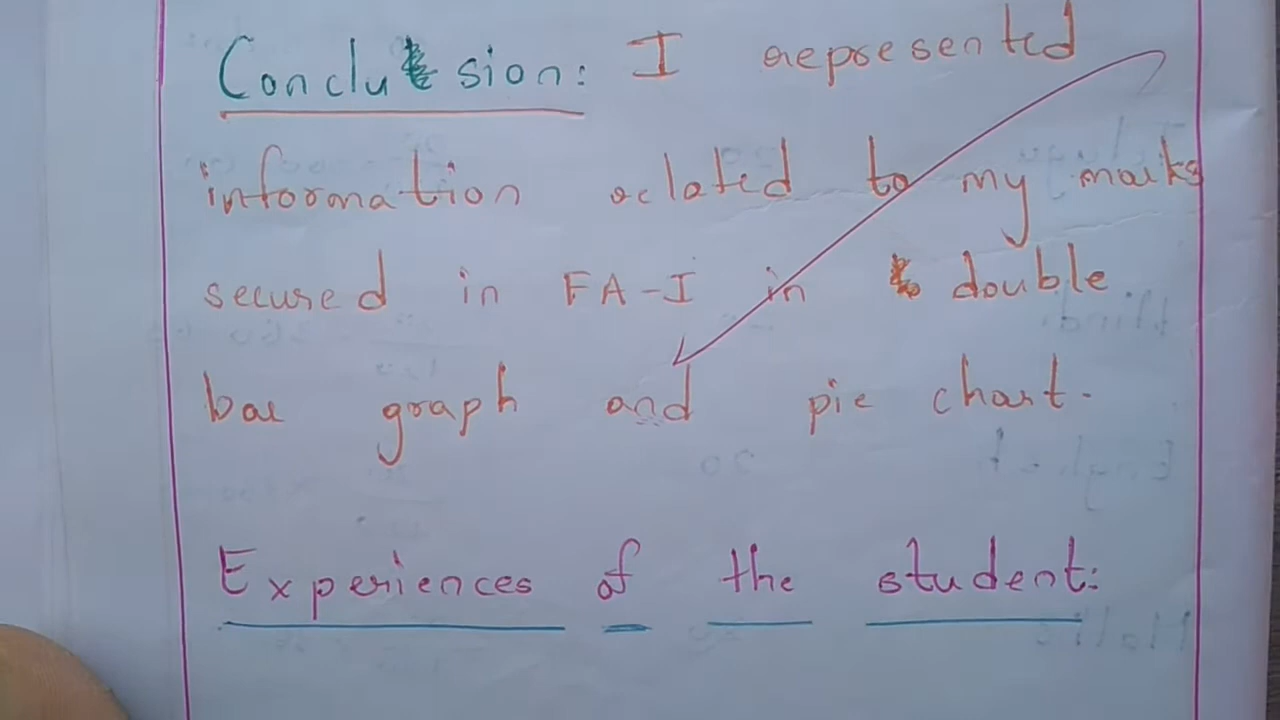 Conclusion: I represented
information related to my marks
secured in FA-I in double
bar graph and pie chart.
Experiences of the student: